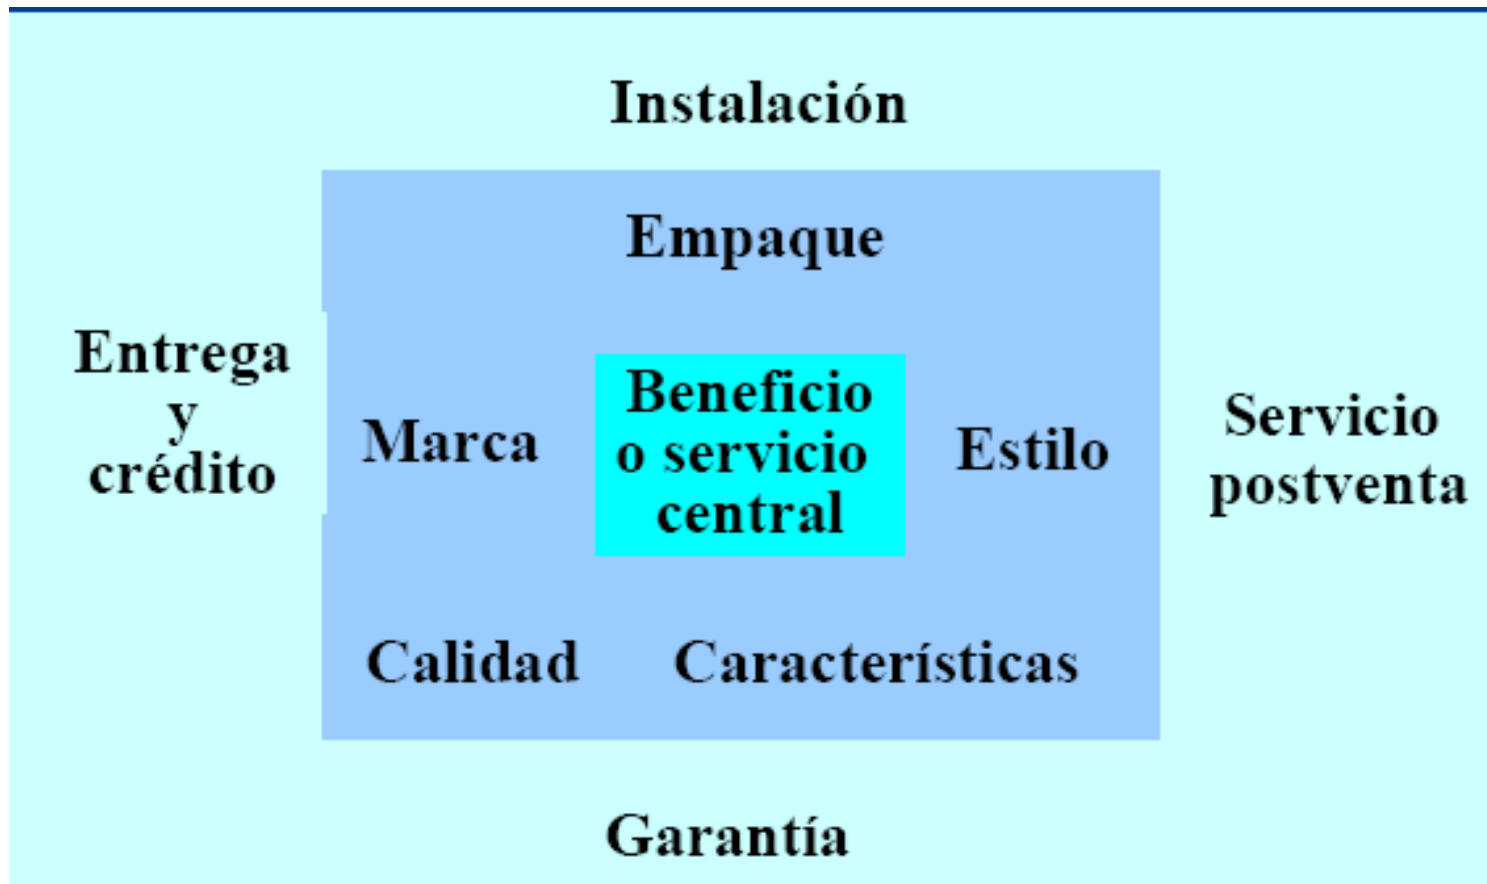 Instalación
Empaque
Entrega
y
crédito
Marca
Beneficio
o servicio
central
Estilo
Servicio
postventa
Calidad
Características
Garantía